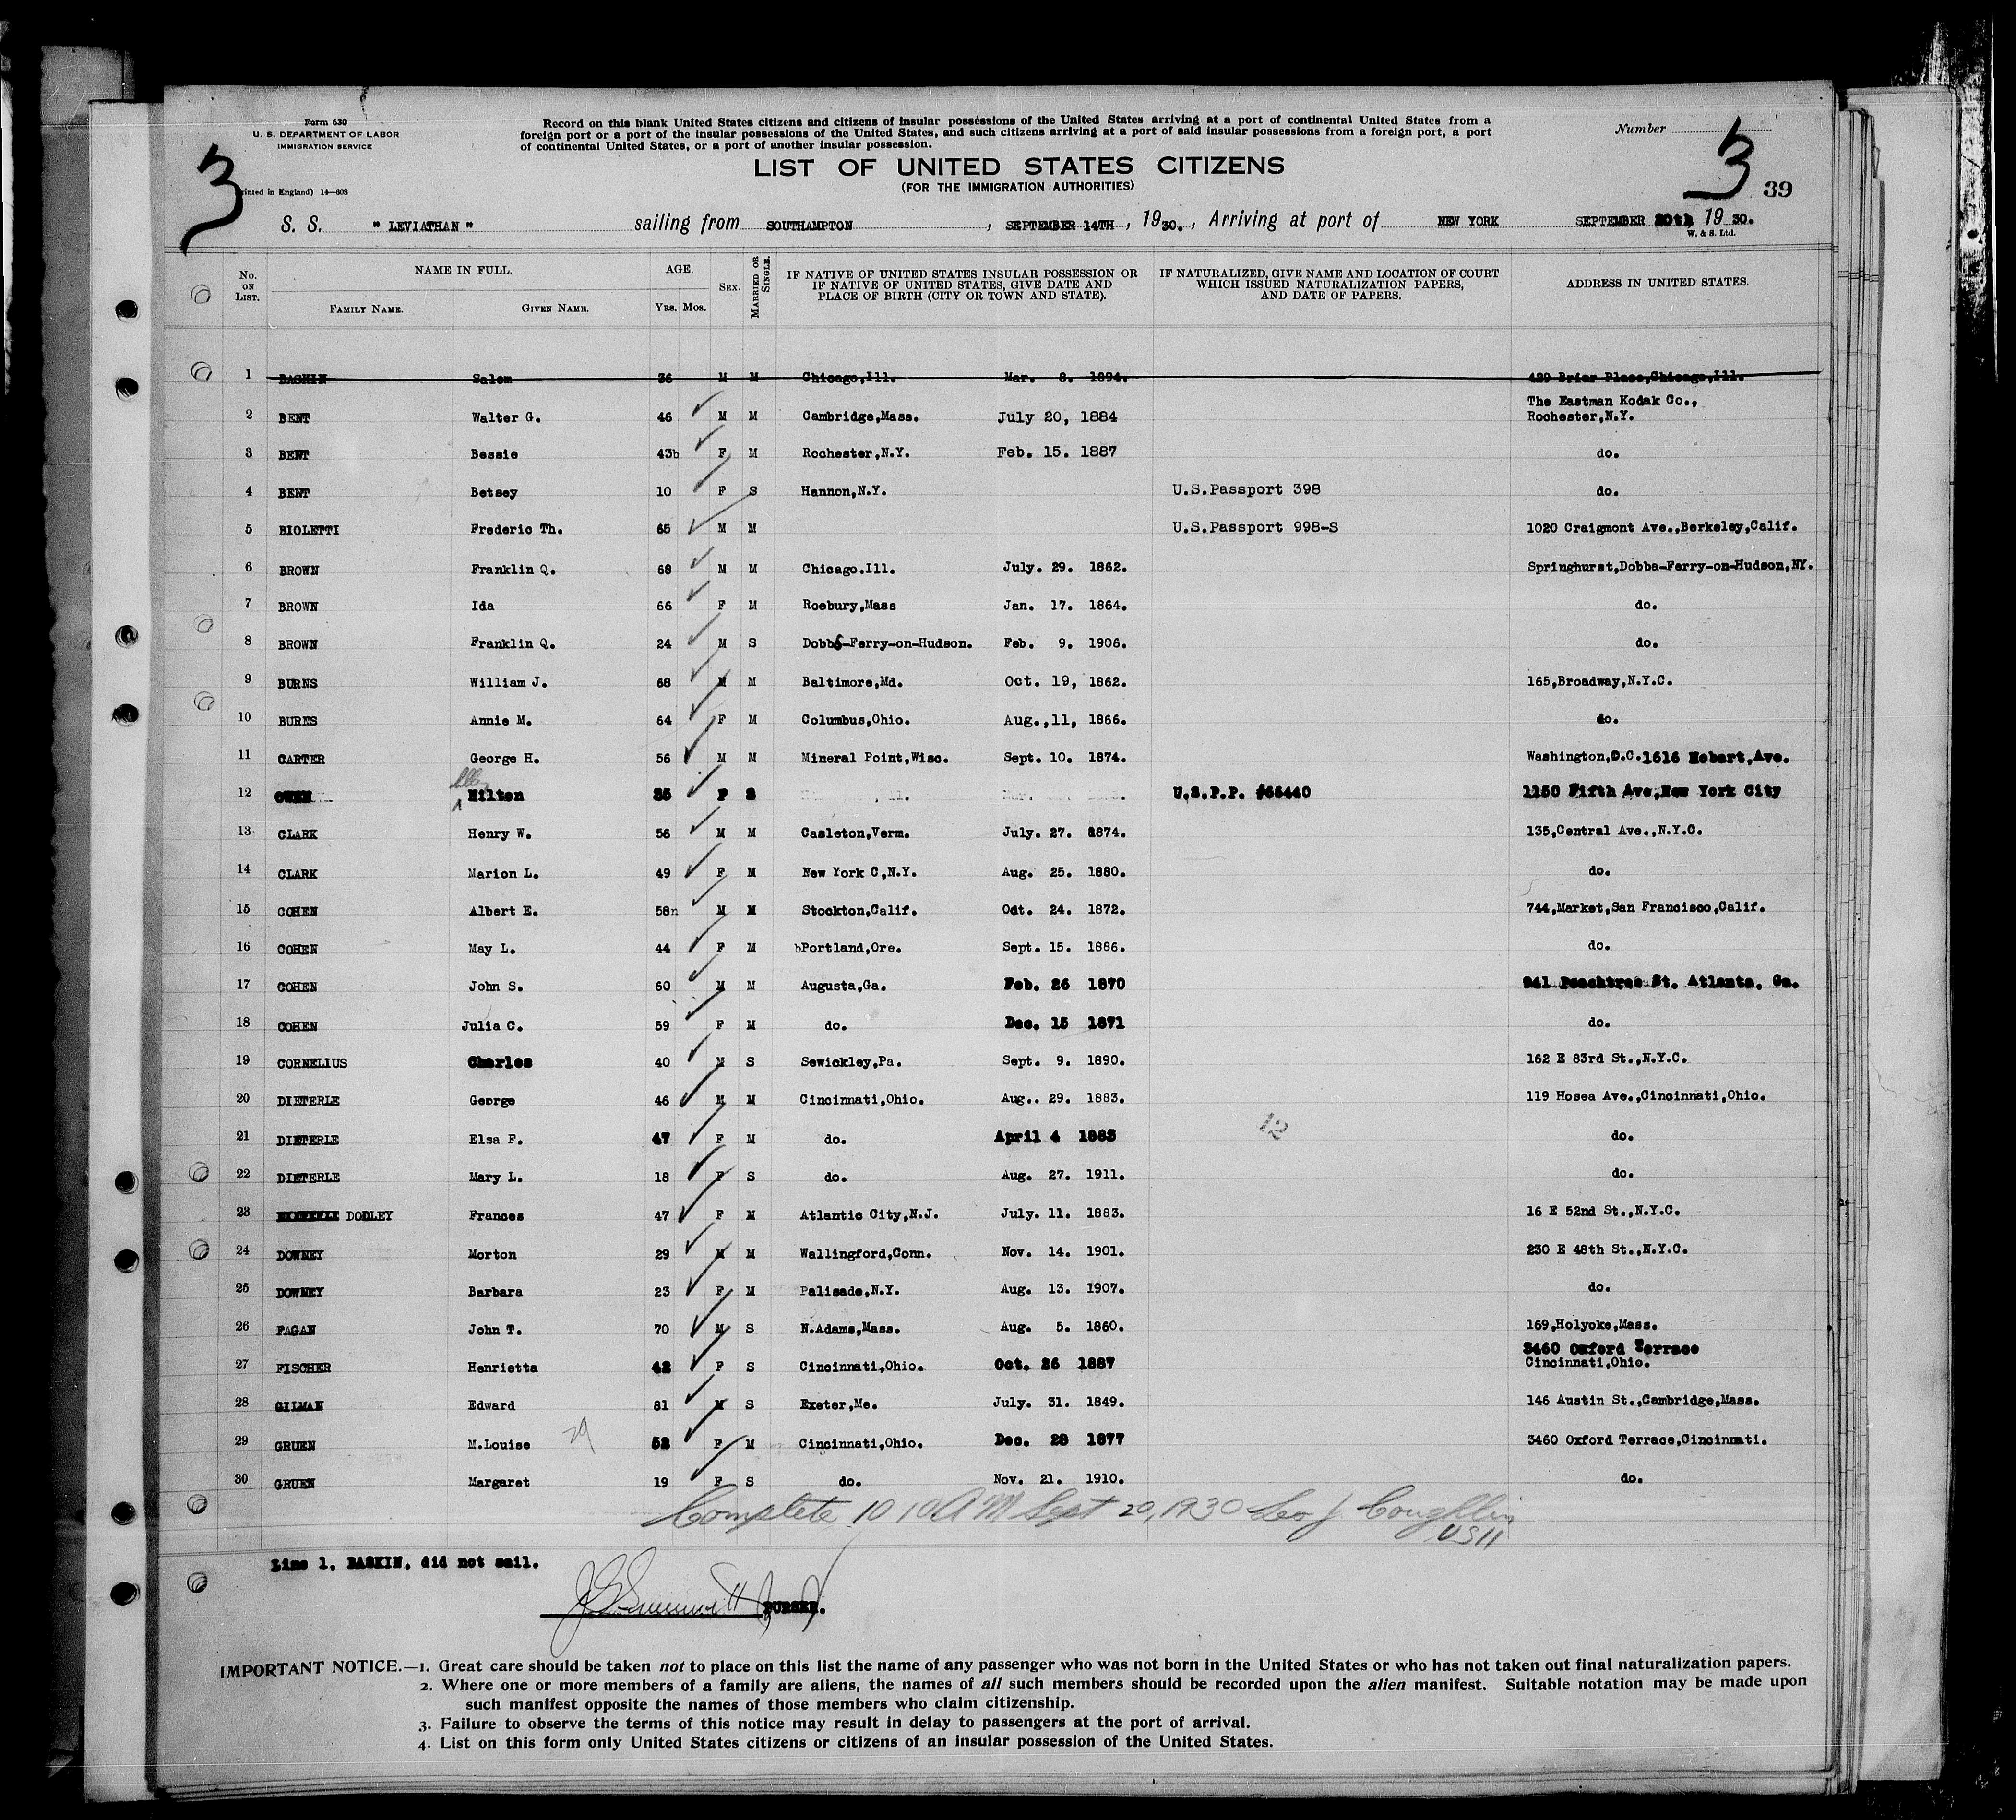 Form 630
U. S. DEPARTMENT OF LABOR
IMMIGRATION SERVICE
Record on this blank United States citizens and citizens of insular possessions of the United States arriving at a port of continental United States from a
foreign port or a port of the insular possessions of the United States, and such citizens arriving at a port of said insular possessions from a foreign port, a port
of continental United States, or a port of another insular possession.
Number
3
3
39
LIST OF UNITED STATES CITIZENS
(FOR THE IMMIGRATION AUTHORITIES)
rinted in England) 14—608
S. S. " LEVIATHAN " sailing from SOUTHAMPTON , SEPTEMBER 14TH , 19 30. , Arriving at port of NEW YORK SEPTEMBER 20th 19 30.
W. & S. Ltd.
No. ON LIST. NAME IN FULL. AGE. SEX. MARRIED OR SINGLE. IF NATIVE OF UNITED STATES INSULAR POSSESSION OR IF NATIVE OF UNITED STATES, GIVE DATE AND PLACE OF BIRTH (CITY OR TOWN AND STATE). IF NATURALIZED, GIVE NAME AND LOCATION OF COURT WHICH ISSUED NATURALIZATION PAPERS, AND DATE OF PAPERS. ADDRESS IN UNITED STATES.
FAMILY NAME. GIVEN NAME. YRS. MOS.
1 BASKIN Salem 36 M M Chicago,Ill. Mar. 8. 1894. 429 Briar Place,Chicago,Ill.
2 BENT Walter G. 46 M M Cambridge,Mass. July 20, 1884 The Eastman Kodak Co., Rochester,N.Y.
3 BENT Bessie 43b F M Rochester,N.Y. Feb. 15. 1887 do.
4 BENT Betsey 10 F S Hannon,N.Y. U.S.Passport 398 do.
5 BIOLETTI Frederic Th. 65 M M U.S.Passport 998-S 1020 Craigmont Ave.,Berkeley,Calif.
6 BROWN Franklin Q. 68 M M Chicago.Ill. July. 29. 1862. Springhurst,Dobba-Ferry-on-Hudson,NY.
7 BROWN Ida 66 F M Roebury,Mass Jan. 17. 1864. do.
8 BROWN Franklin Q. 24 M S Dobbs-Ferry-on-Hudson. Feb. 9. 1906. do.
9 BURNS William J. 68 M M Baltimore,Md. Oct. 19, 1862. 165,Broadway,N.Y.C.
10 BURNS Annie M. 64 F M Columbus,Ohio. Aug.,11, 1866. do.
11 CARTER George H. 56 M M Mineral Point,Wisc. Sept. 10. 1874. Washington,D.C.1616 Hobart,Ave.
12 OWEN Hilton 35 F S U.S.P.P. #66440 1150 Fifth Ave,New York City
13 CLARK Henry W. 56 M M Casleton,Verm. July. 27. 1874. 135,Central Ave.,N.Y.C.
14 CLARK Marion L. 49 F M New York C,N.Y. Aug. 25. 1880. do.
15 COHEN Albert E. 58n M M Stockton,Calif. Oct. 24. 1872. 744,Market,San Francisco,Calif.
16 COHEN May L. 44 F M bPortland,Ore. Sept. 15. 1886. do.
17 COHEN John S. 60 M M Augusta,Ga. Feb. 26 1870 941 Peachtree St. Atlanta. Ga.
18 COHEN Julia C. 59 F M do. Dec. 15 1871 do.
19 CORNELIUS Charles 40 M S Sewickley,Pa. Sept. 9. 1890. 162 E 83rd St.,N.Y.C.
20 DIETERLE George 46 M M Cincinnati,Ohio. Aug.. 29. 1883. 119 Hosea Ave.,Cincinnati,Ohio.
21 DIETERLE Elsa F. 47 F M do. April 4 1883 12 do.
22 DIETERLE Mary L. 18 F S do. Aug. 27. 1911. do.
23 DODLEY Frances 47 F M Atlantic City,N.J. July. 11. 1883. 16 E 52nd St.,N.Y.C.
24 DOWNEY Morton 29 M M Wallingford,Conn. Nov. 14. 1901. 230 E 48th St.,N.Y.C.
25 DOWNEY Barbara 23 F M Palisade,N.Y. Aug. 13. 1907. do.
26 FAGAN John T. 70 M S N.Adams,Mass. Aug. 5. 1860. 169,Holyoke,Mass.
27 FISCHER Henrietta 42 F S Cincinnati,Ohio. Oct. 26 1887 3460 Oxford Terrace Cincinnati,Ohio.
28 GILMAN Edward 81 M S Exeter,Me. July. 31. 1849. 146 Austin St.,Cambridge,Mass.
29 GRUEN M.Louise 52 F M Cincinnati,Ohio. Dec. 28 1877 3460 Oxford Terrace,Cincinnati.
30 GRUEN Margaret 19 F S do. Nov. 21. 1910. do.
Complete 10 10 AM Sept 20, 1930 Leo J Coughlin
USII
Line 1, BASKIN, did not sail.
PURSER.
IMPORTANT NOTICE.—1. Great care should be taken not to place on this list the name of any passenger who was not born in the United States or who has not taken out final naturalization papers.
2. Where one or more members of a family are aliens, the names of all such members should be recorded upon the alien manifest. Suitable notation may be made upon
such manifest opposite the names of those members who claim citizenship.
3. Failure to observe the terms of this notice may result in delay to passengers at the port of arrival.
4. List on this form only United States citizens or citizens of an insular possession of the United States.